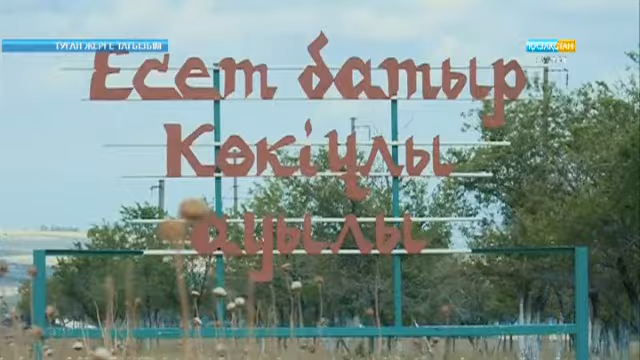 ТУҒАН ЖЕРГЕ ТАҒЗЫМ
ҚАЗАҚСТАН
Есет батыр
Көкіұлы
ауылы